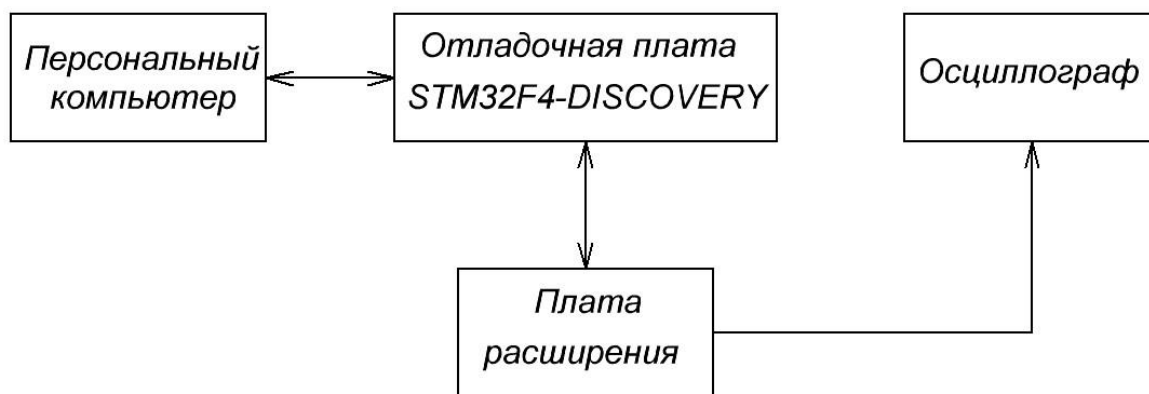 Персональный
компьютер
Отладочная плата
STM32F4-DISCOVERY
Осциллограф
Плата
расширения